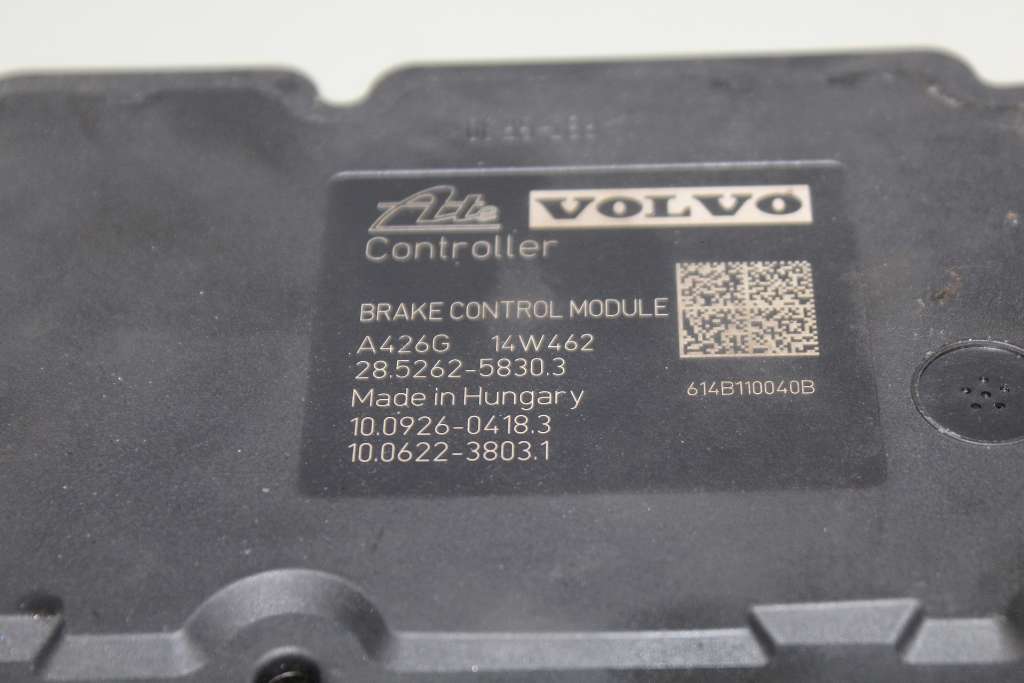 Ate VOLVO
Controller
BRAKE CONTROL MODULE
A426G 14W462
28.5262-5830.3
Made in Hungary
614B110040B
10.0926-0418.3
10.0622-3803.1